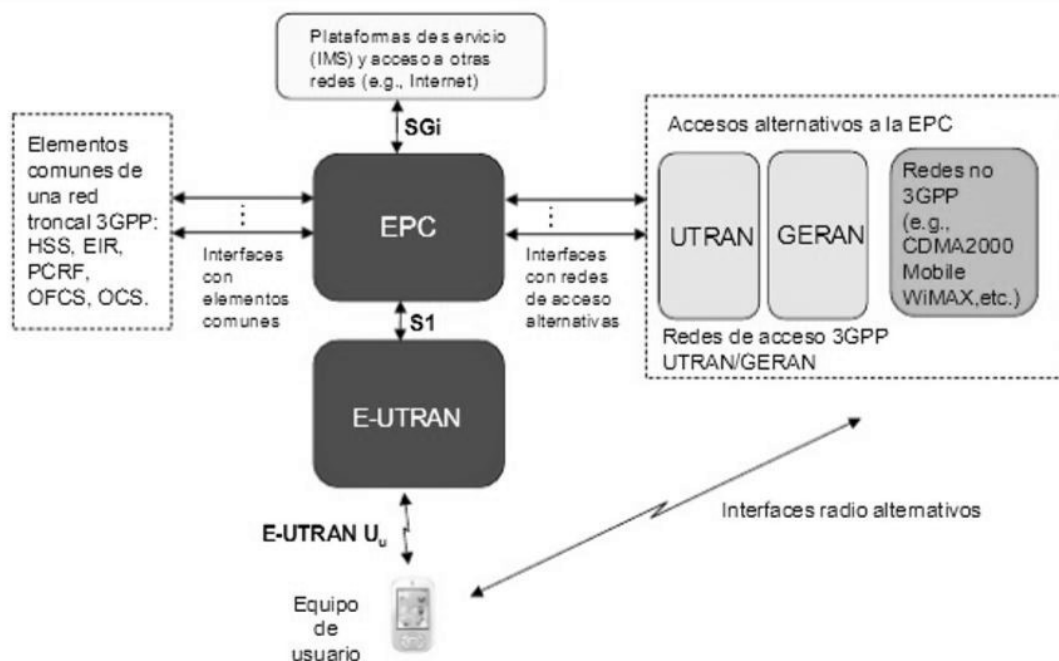 Plataformas de servicio
(IMS) y acceso a otras
redes (e.g., Internet)
SGi
Elementos
comunes de
una red
troncal 3GPP:
HSS, EIR,
PCRF,
OFCS, OCS.
Interfaces
con
elementos
comunes
EPC
Interfaces
con redes
de acceso
alternativas
Accesos alternativos a la EPC
UTRAN
GERAN
Redes no
3GPP
(e.g.,
CDMA2000
Mobile
WiMAX,etc.)
Redes de acceso 3GPP
UTRAN/GERAN
S1
E-UTRAN
E-UTRAN Uu
Interfaces radio alternativos
Equipo
de
usuario